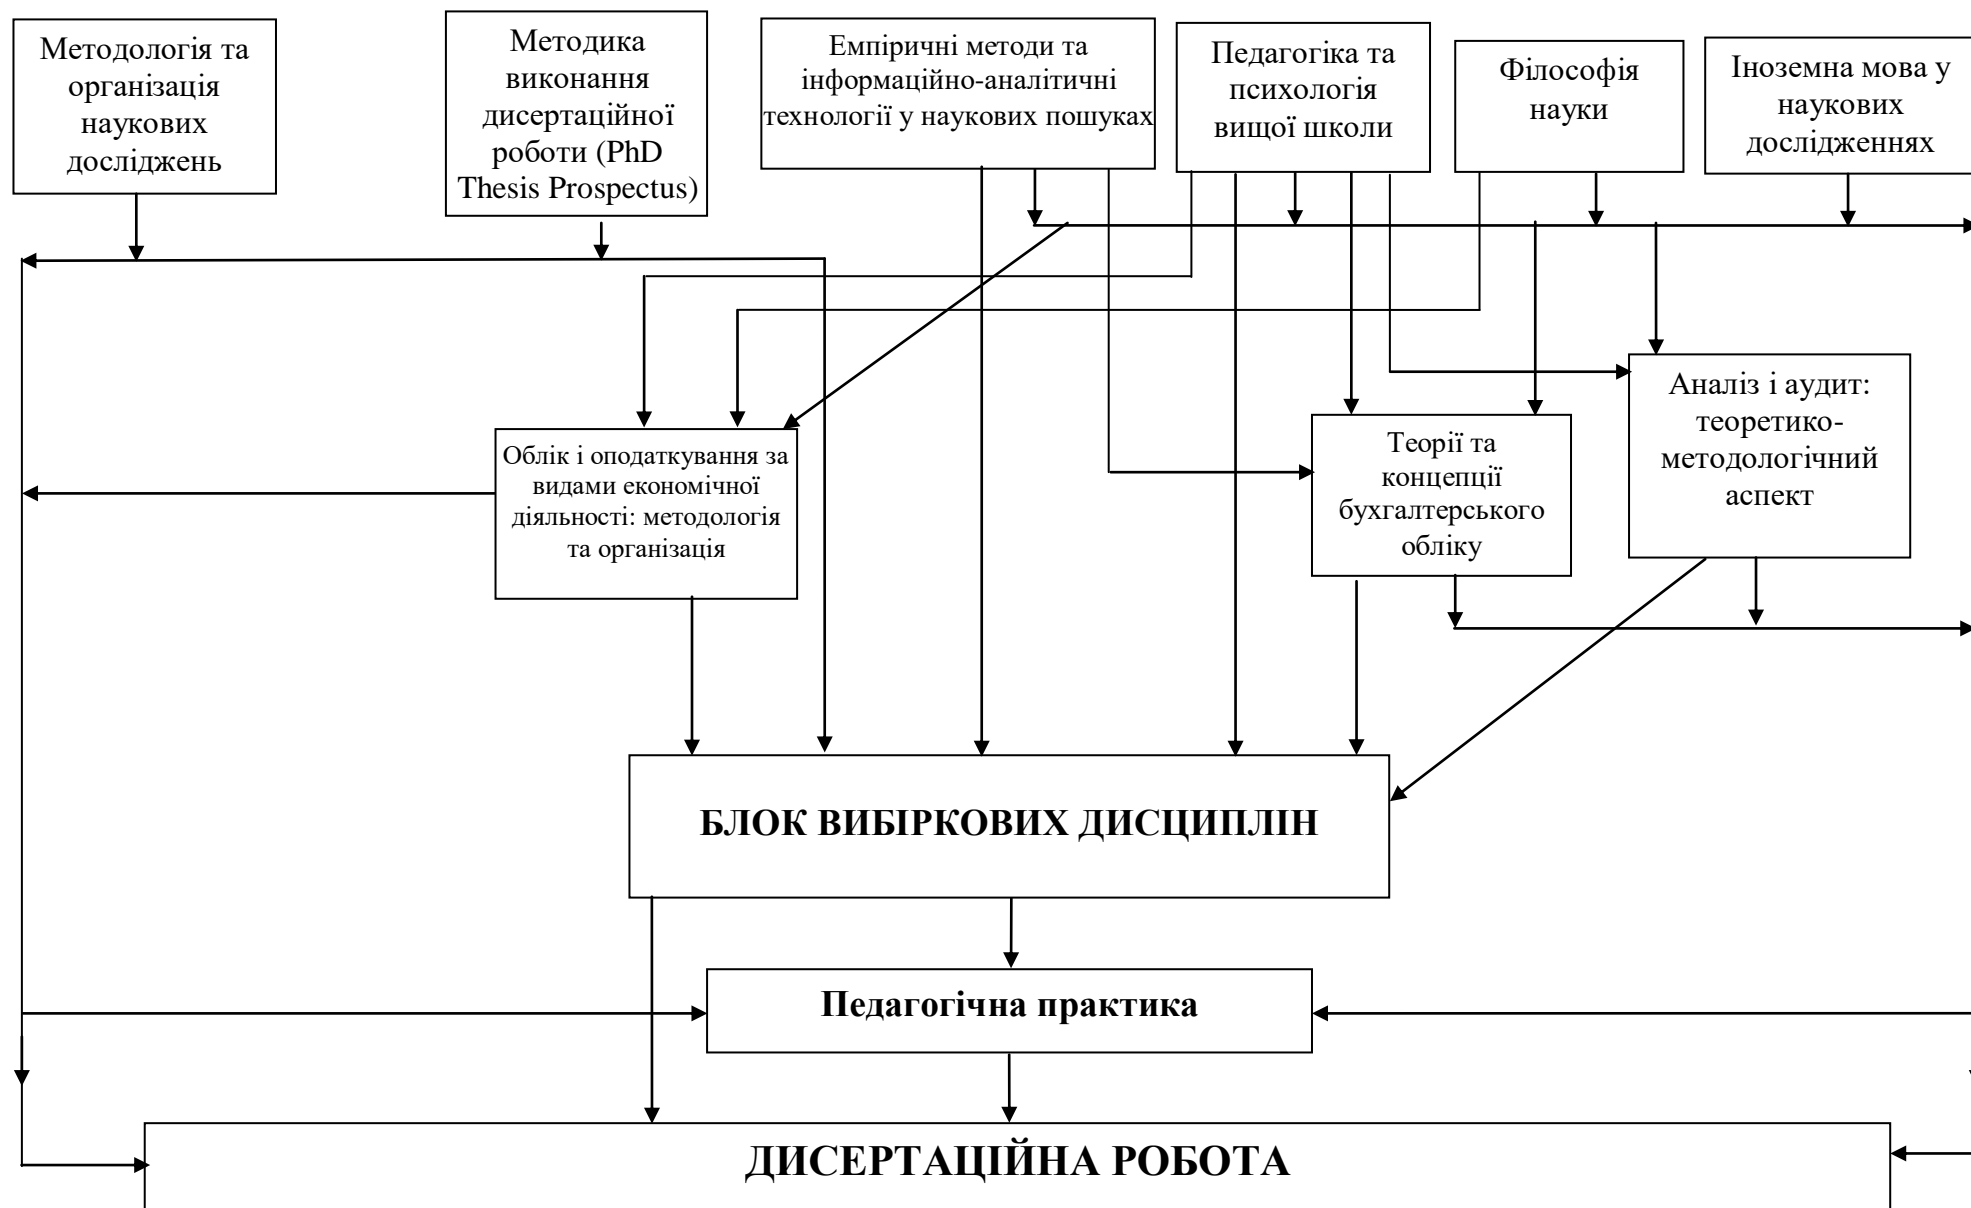 Методологія та
організація
наукових
досліджень
Методика
виконання
дисертаційної
роботи (PhD
Thesis Prospectus)
Емпіричні методи та
інформаційно-аналітичні
технології у наукових пошуках
Педагогіка та
психологія
вищої школи
Філософія
науки
Іноземна мова у
наукових
дослідженнях
Облік і оподаткування за
видами економічної
діяльності: методологія
та організація
Теорії та
концепції
бухгалтерського
обліку
Аналіз і аудит:
теоретико-
методологічний
аспект
БЛОК ВИБІРКОВИХ ДИСЦИПЛІН
Педагогічна практика
ДИСЕРТАЦІЙНА РОБОТА